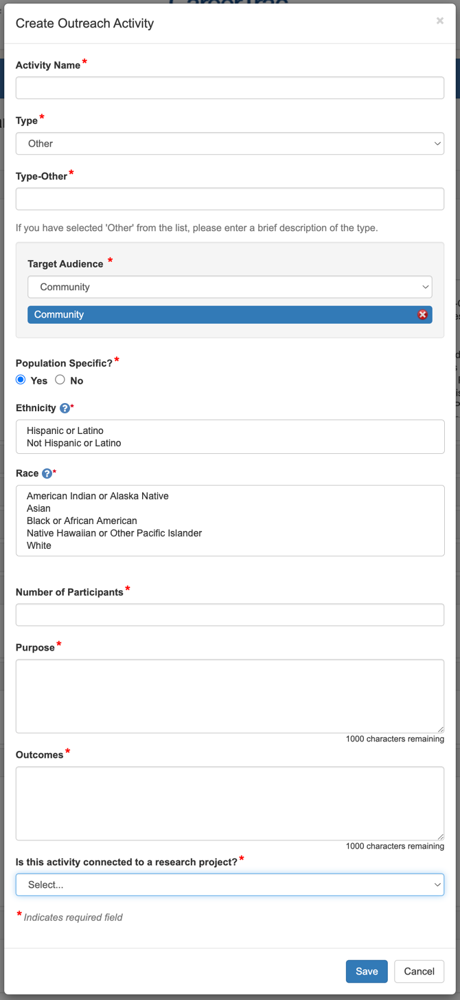 Create Outreach Activity ×
Activity Name *
Type *
Other
Type-Other *
If you have selected 'Other' from the list, please enter a brief description of the type.
Target Audience *
Community
Community
Population Specific? *
Yes No
Ethnicity ? *
Hispanic or Latino
Not Hispanic or Latino
Race ? *
American Indian or Alaska Native
Asian
Black or African American
Native Hawaiian or Other Pacific Islander
White
Number of Participants *
Purpose *
1000 characters remaining
Outcomes *
1000 characters remaining
Is this activity connected to a research project? *
Select...
* Indicates required field
Save Cancel